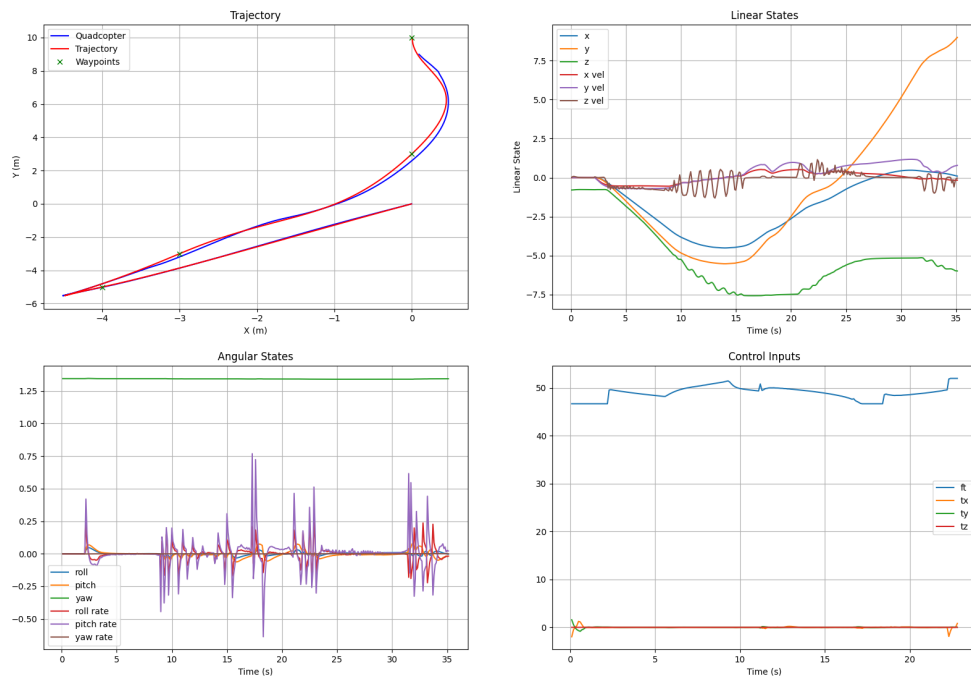 Trajectory
Quadcopter
Trajectory
Waypoints
10
8
6
4
2
0
−2
−4
−6
Y (m)
−4
−3
−2
−1
0
X (m)
Linear States
x
y
z
x vel
y vel
z vel
7.5
5.0
2.5
0.0
−2.5
−5.0
−7.5
Linear State
0
5
10
15
20
25
30
35
Time (s)
Angular States
1.25
1.00
0.75
0.50
0.25
0.00
−0.25
−0.50
roll
pitch
yaw
roll rate
pitch rate
yaw rate
0
5
10
15
20
25
30
35
Time (s)
Control Inputs
50
40
30
20
10
0
ft
tx
ty
tz
0
5
10
15
20
Time (s)